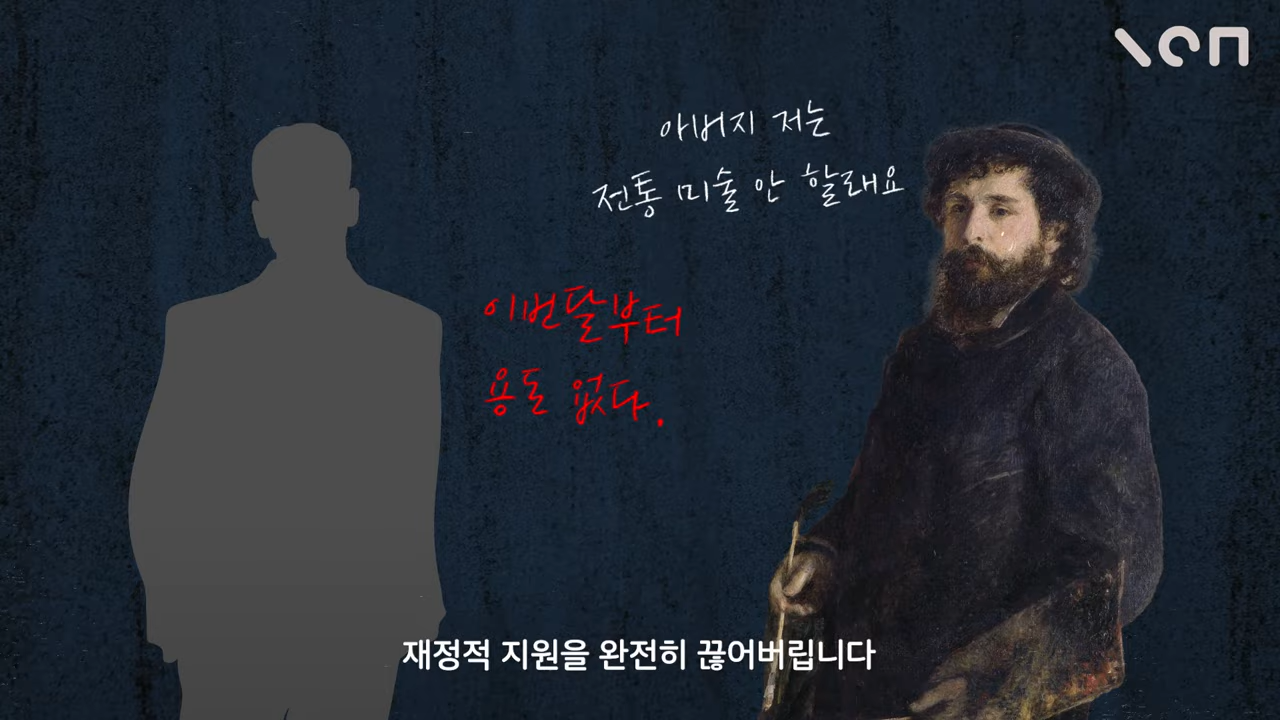 아버지 저는
전통 미술 안 할래요
이번달부터
용돈 없다.
재정적 지원을 완전히 끊어버립니다